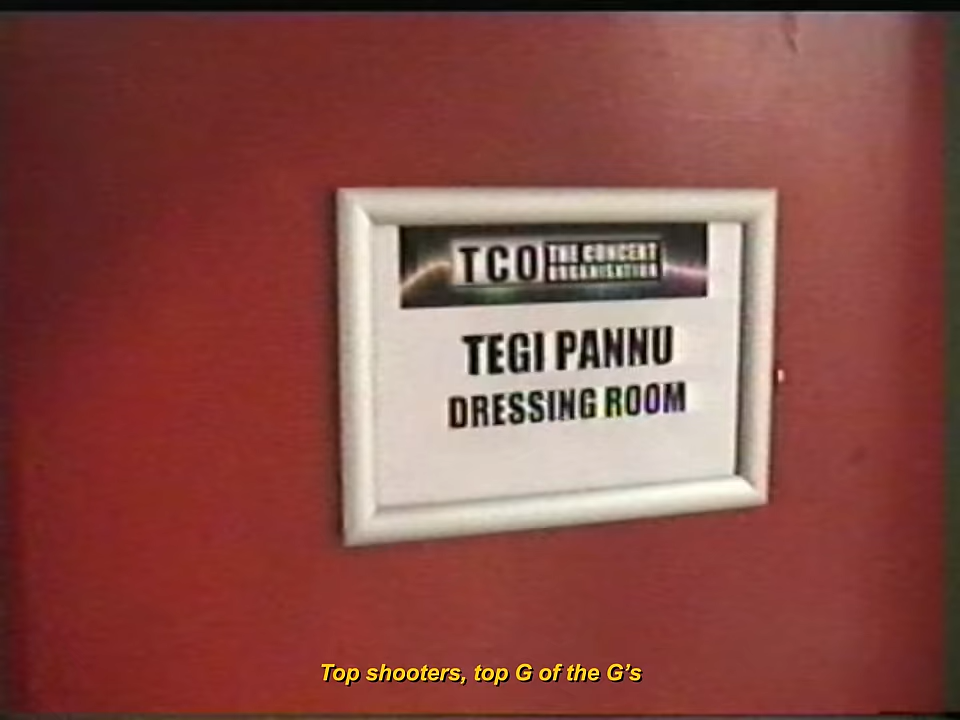 TCO THE CONCERT
ORGANISATION
TEGI PANNU
DRESSING ROOM
Top shooters, top G of the G's